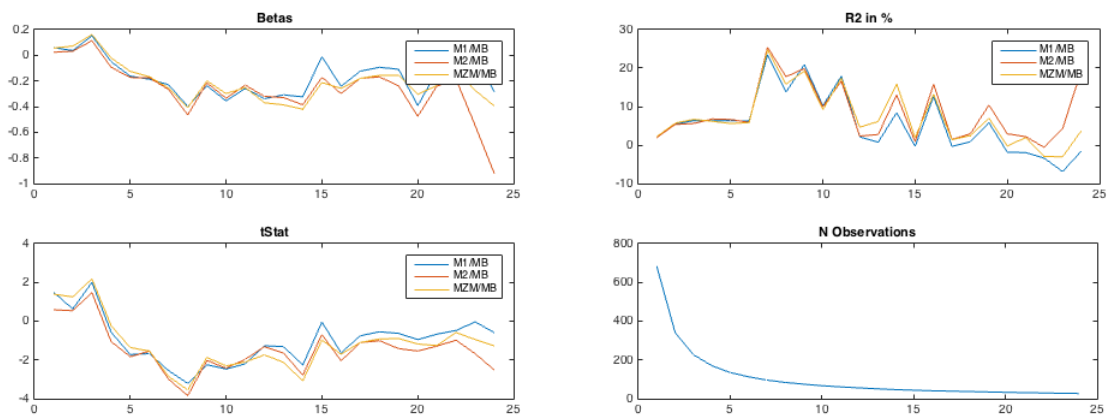 Betas
0.2
0
-0.2
-0.4
-0.6
-0.8
-1
0 5 10 15 20 25
M1/MB
M2/MB
MZM/MB
R2 in %
30
20
10
0
-10
0 5 10 15 20 25
M1/MB
M2/MB
MZM/MB
tStat
4
2
0
-2
-4
0 5 10 15 20 25
M1/MB
M2/MB
MZM/MB
N Observations
800
600
400
200
0
0 5 10 15 20 25